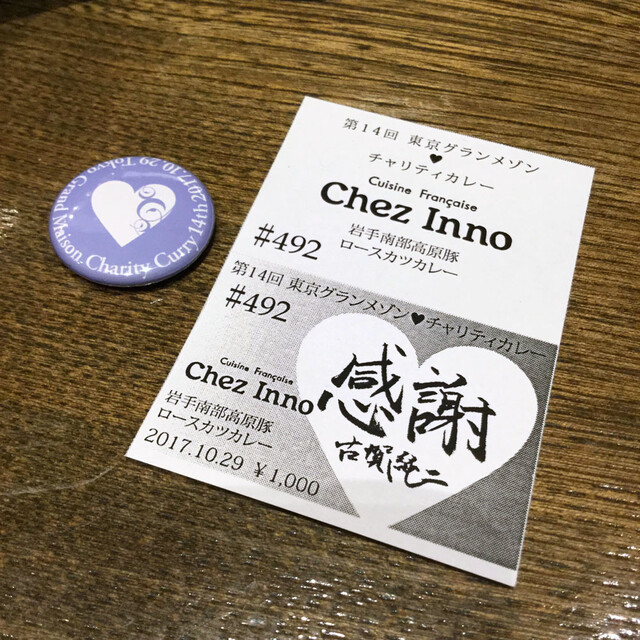 Tokyo Grand Maison. Charity. Curry 14th 2017.10.29
第14回 東京グランメゾン
♥
チャリティカレー
Cuisine Française
Chez Inno
#492
岩手南部高原豚
ロースカツカレー
第14回 東京グランメゾン♥チャリティカレー
#492
Cuisine Française
Chez Inno
岩手南部高原豚
ロースカツカレー
2017.10.29 ¥1,000
感謝
古賀純二